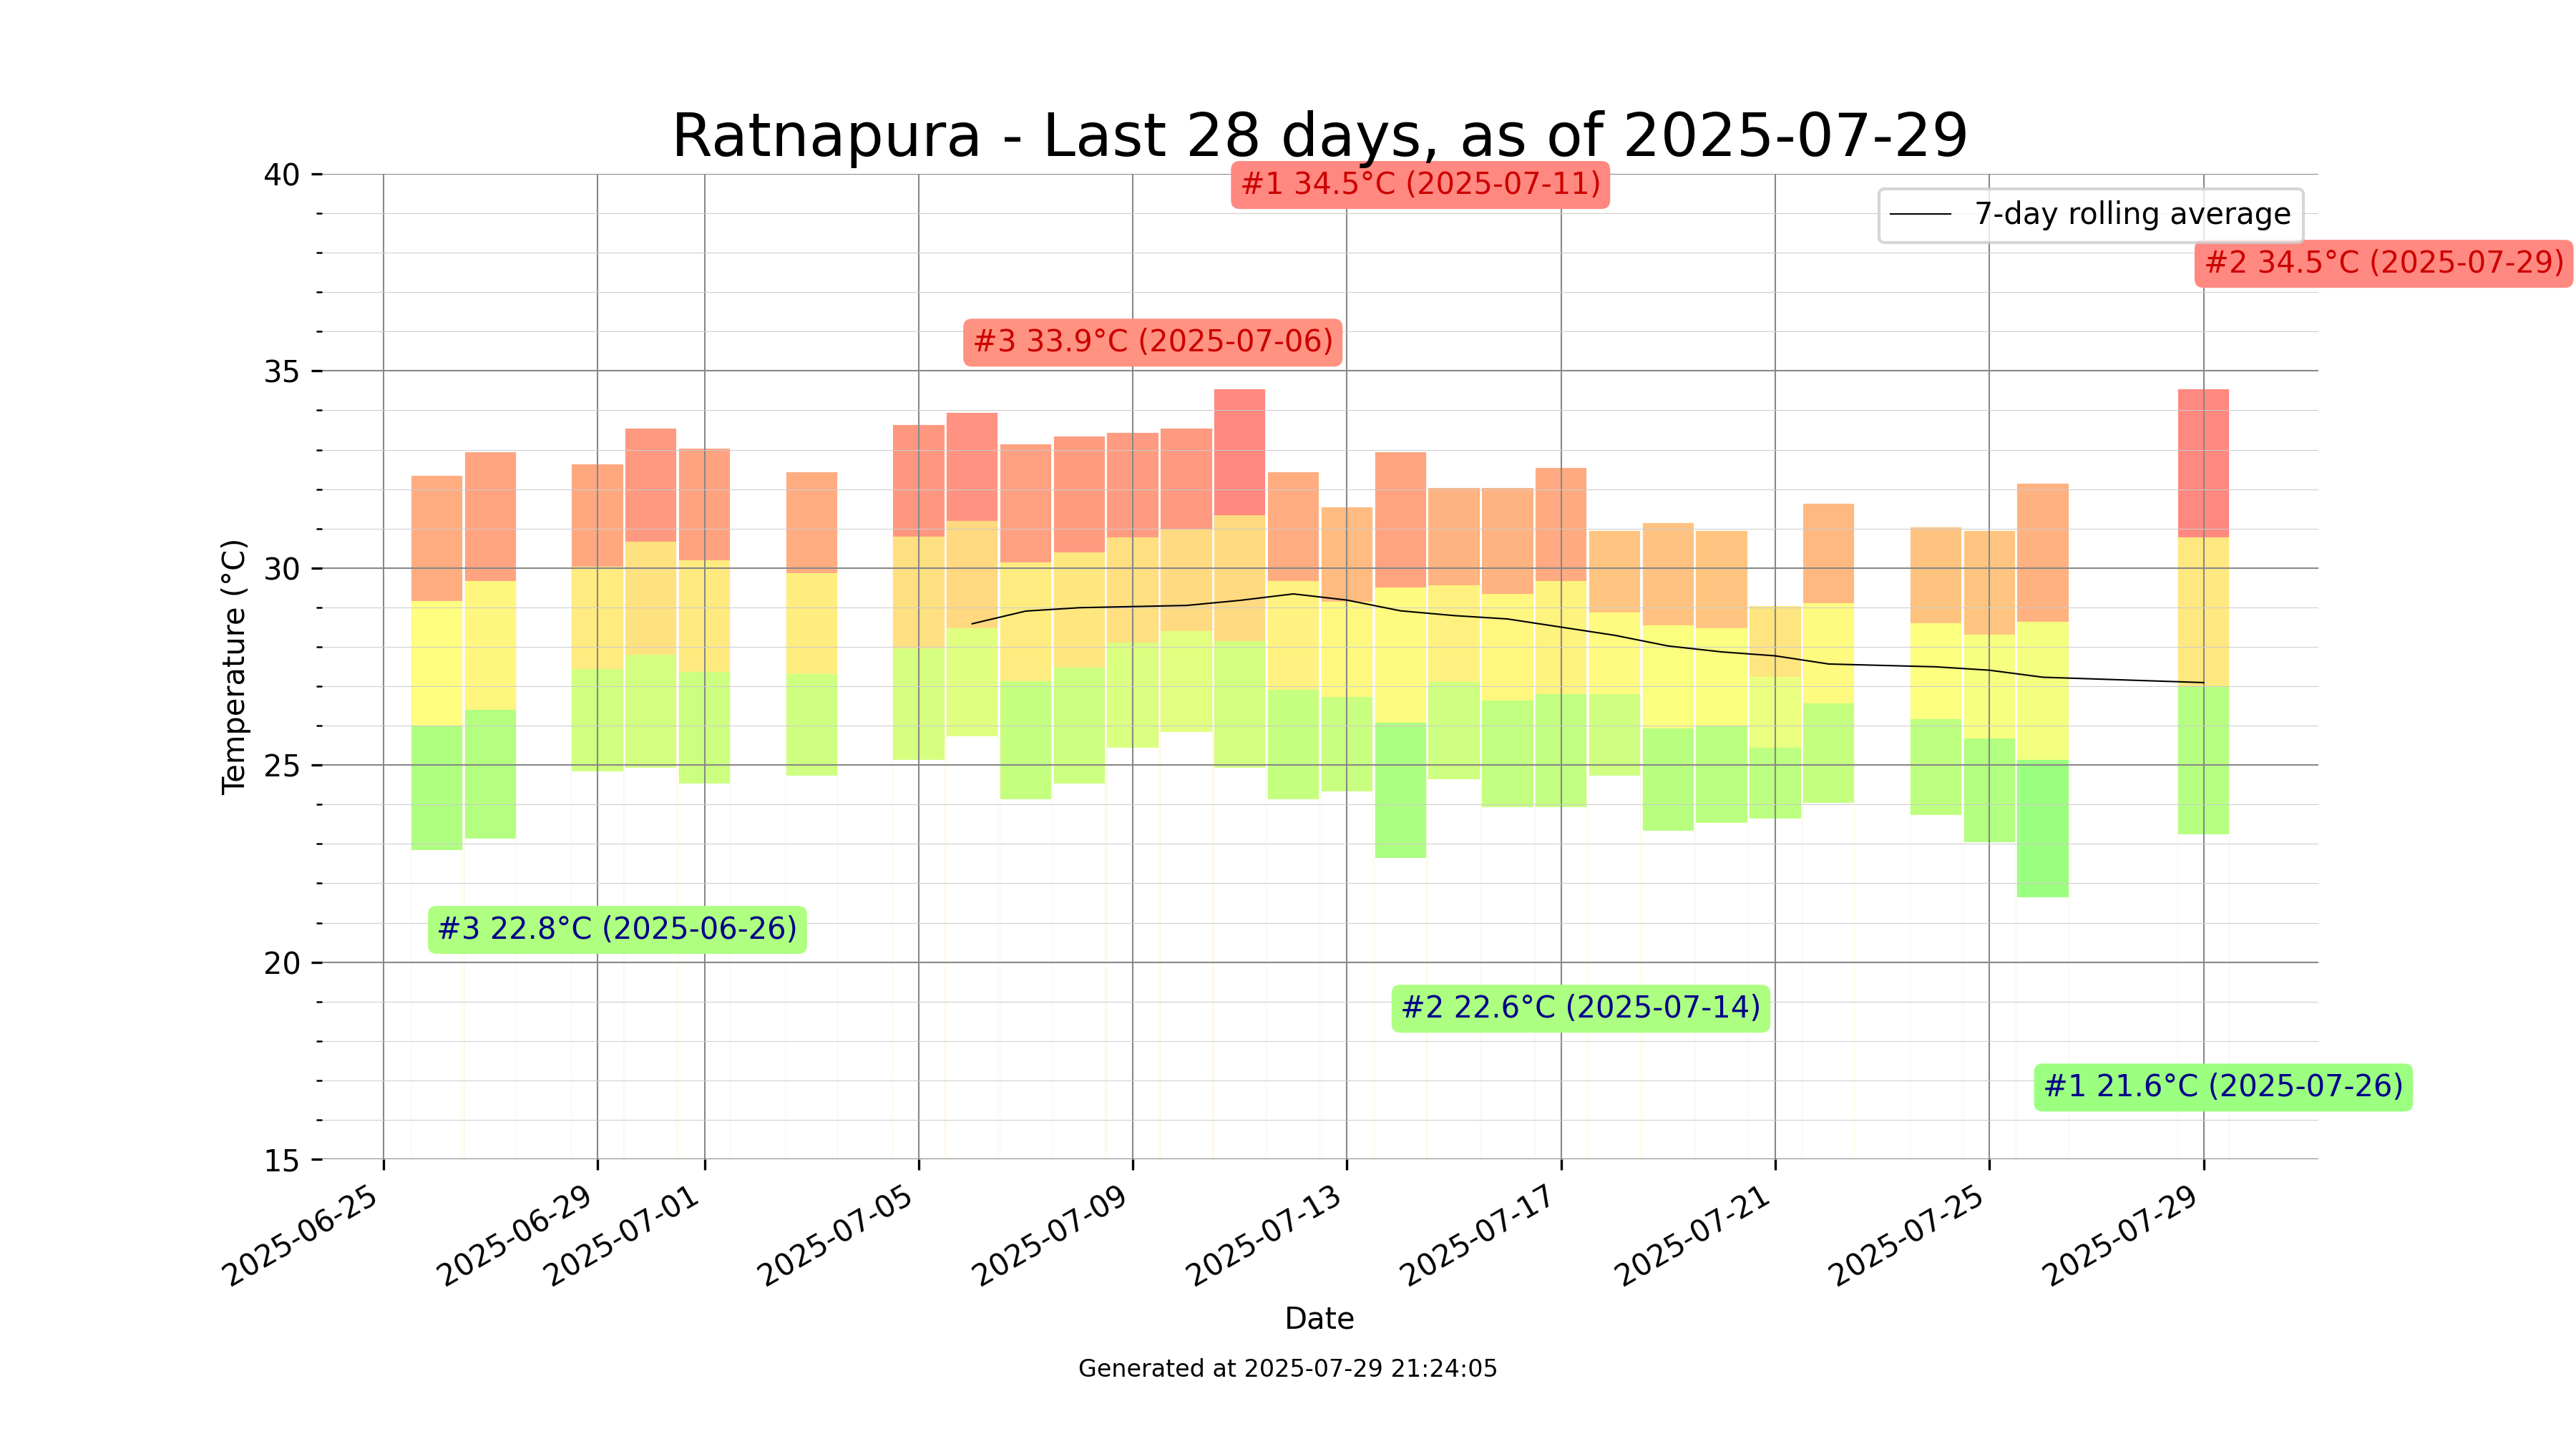 Ratnapura - Last 28 days, as of 2025-07-29
#1 34.5°C (2025-07-11)
7-day rolling average
#2 34.5°C (2025-07-29)
#3 33.9°C (2025-07-06)
Temperature (°C)
40
35
30
25
20
15
#3 22.8°C (2025-06-26)
#2 22.6°C (2025-07-14)
#1 21.6°C (2025-07-26)
2025-06-25
2025-06-29
2025-07-01
2025-07-05
2025-07-09
2025-07-13
2025-07-17
2025-07-21
2025-07-25
2025-07-29
Date
Generated at 2025-07-29 21:24:05